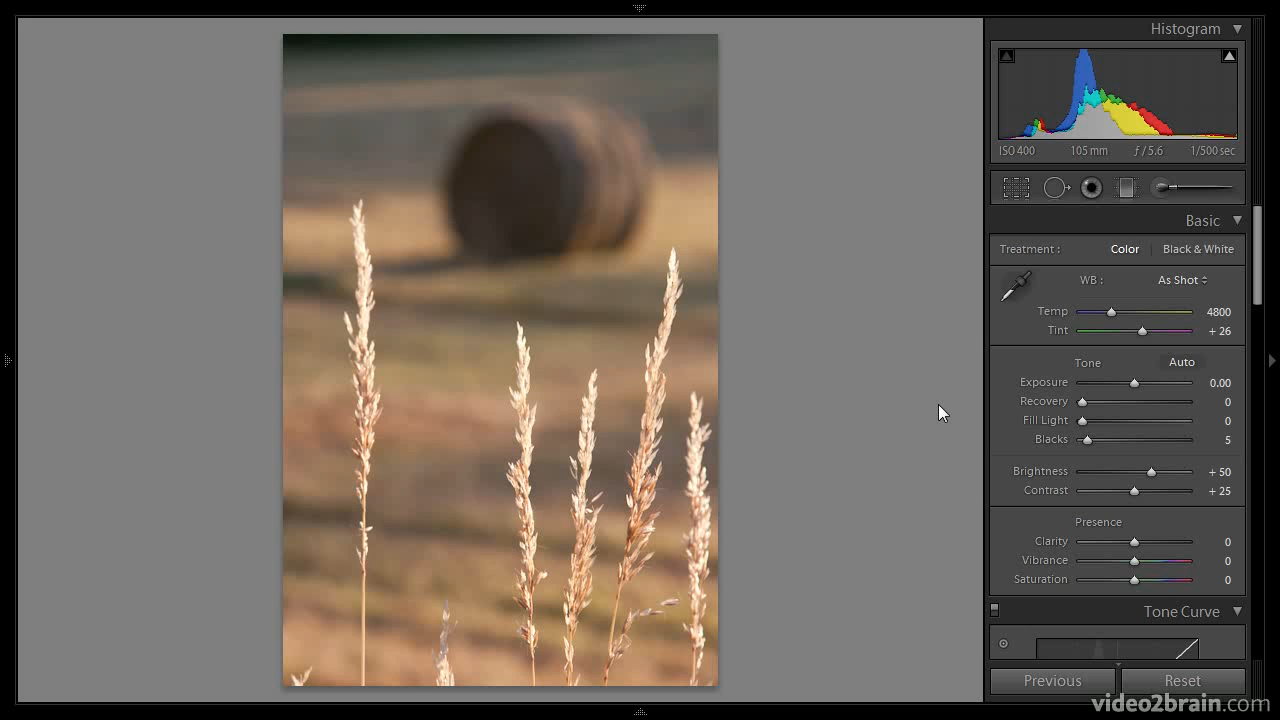 Histogram
ISO 400 105 mm ƒ / 5.6 1/500 sec
Basic
Treatment : Color Black & White
WB : As Shot
Temp 4800
Tint + 26
Tone Auto
Exposure 0.00
Recovery 0
Fill Light 0
Blacks 5
Brightness + 50
Contrast + 25
Presence
Clarity 0
Vibrance 0
Saturation 0
Tone Curve
Previous Reset
video2brain.com